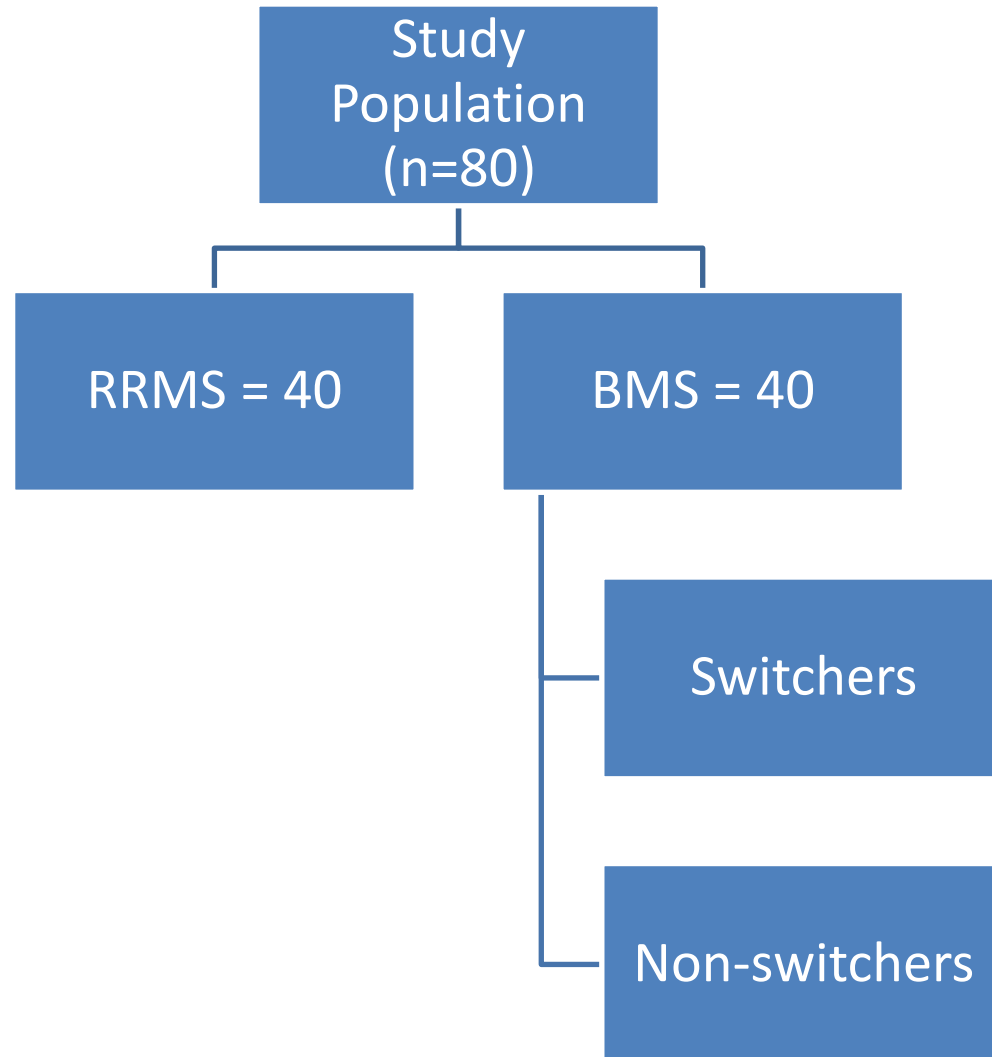 Study
Population
(n=80)
RRMS = 40
BMS = 40
Switchers
Non-switchers